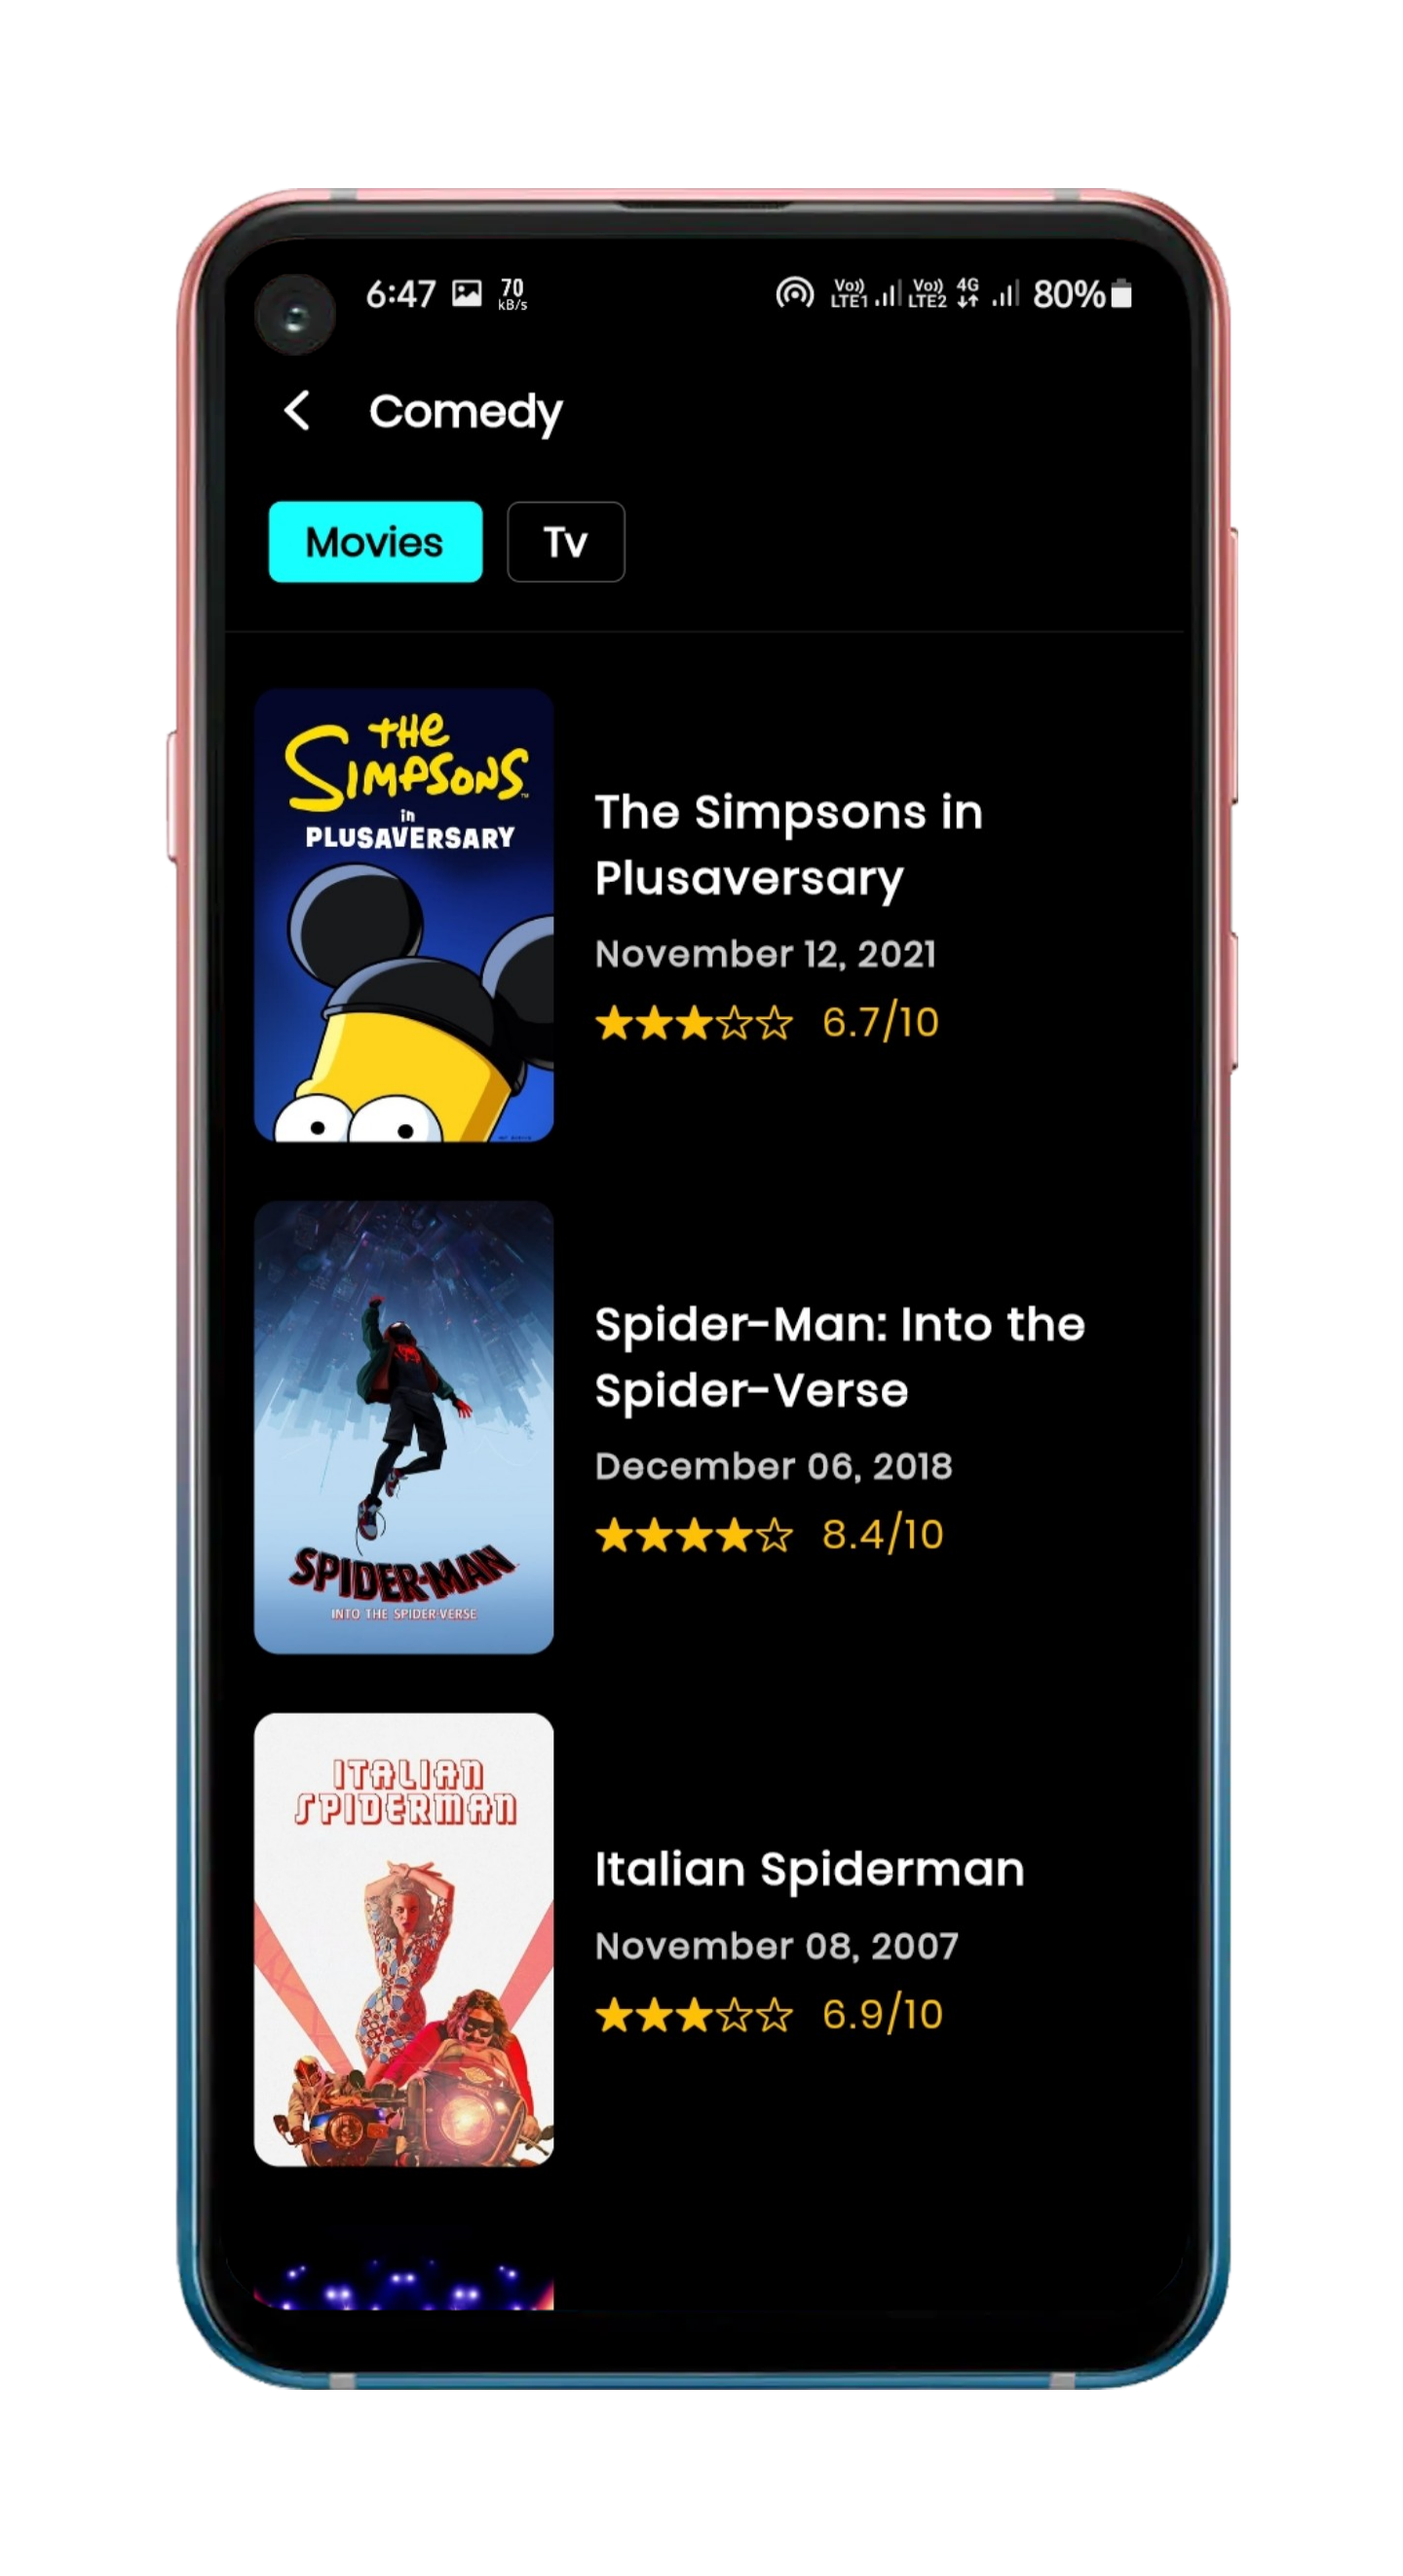 6:47 70 kB/s Vo)) LTE1 Vo)) LTE2 4G 80%
Comedy
Movies Tv
THE
SIMPSONS™
in
PLUSAVERSARY
The Simpsons in
Plusaversary
November 12, 2021
6.7/10
SPIDER-MAN
INTO THE SPIDER-VERSE
Spider-Man: Into the
Spider-Verse
December 06, 2018
8.4/10
ITALIAN
SPIDERMAN
Italian Spiderman
November 08, 2007
6.9/10